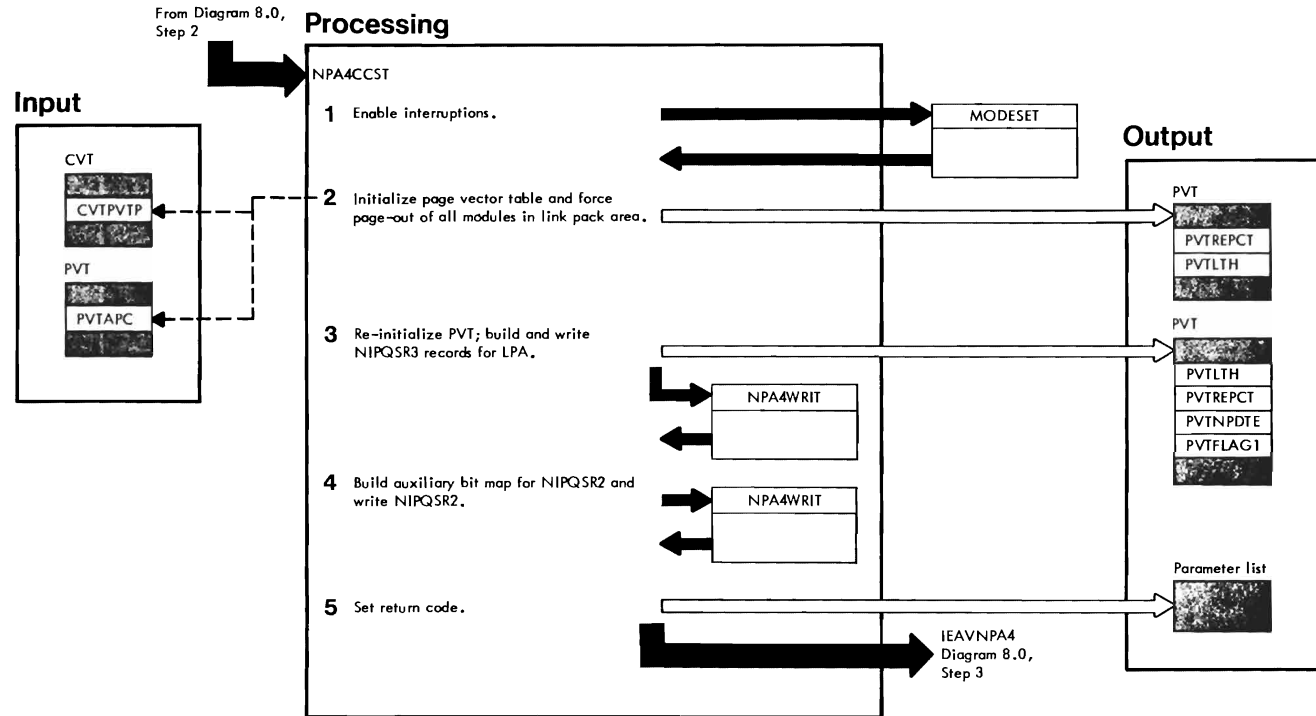 From Diagram 8.0,
Step 2
Processing
NPA4CCST
Input
CVT
CVTPVTP
PVT
PVTAPC
1 Enable interruptions.
MODESET
2 Initialize page vector table and force
page-out of all modules in link pack area.
3 Re-initialize PVT; build and write
NIPQSR3 records for LPA.
NPA4WRIT
4 Build auxiliary bit map for NIPQSR2 and
write NIPQSR2.
NPA4WRIT
5 Set return code.
IEAVNPA4
Diagram 8.0,
Step 3
Output
PVT
PVTREPCT
PVTLTH
PVT
PVTLTH
PVTREPCT
PVTNPDTE
PVTFLAG1
Parameter list